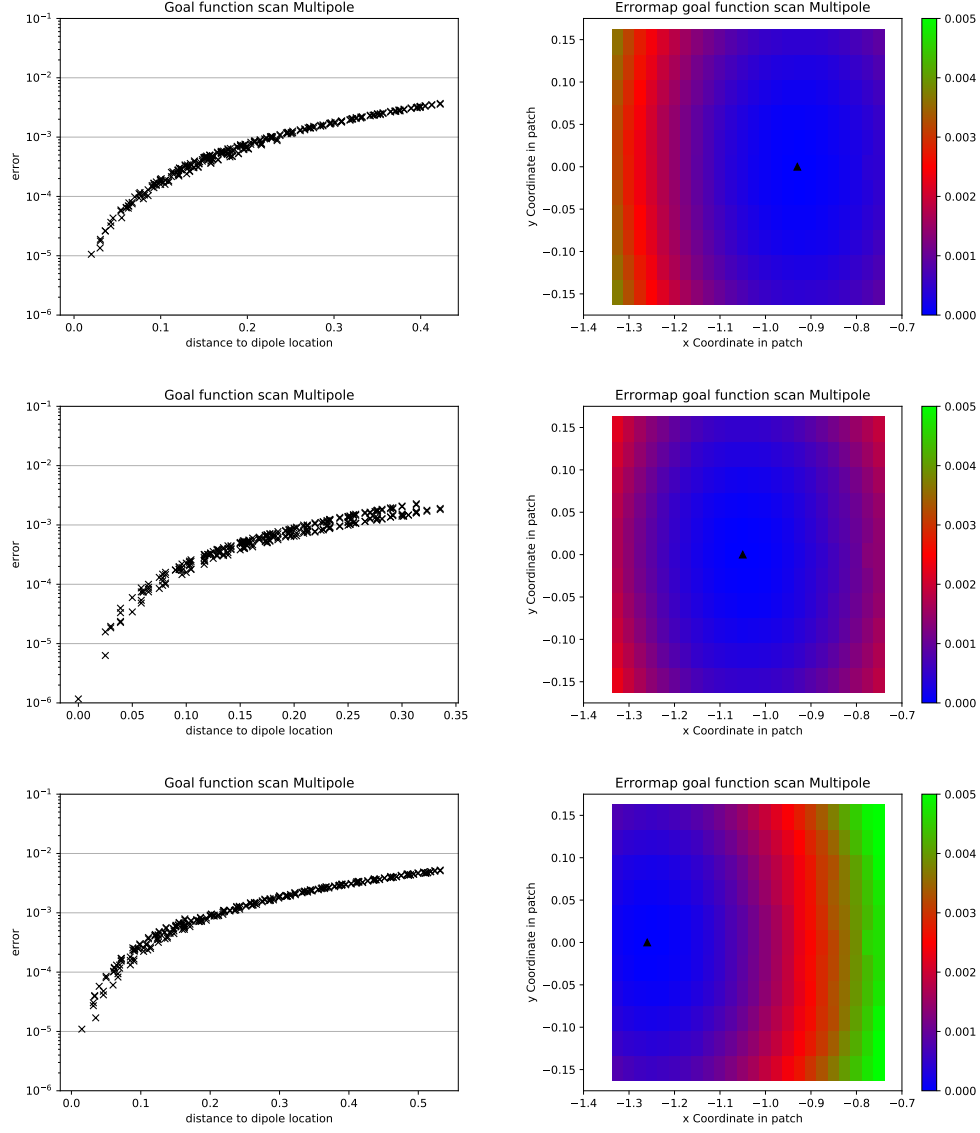 Goal function scan Multipole
10⁻¹
10⁻²
10⁻³
10⁻⁴
10⁻⁵
10⁻⁶
error
0.0 0.1 0.2 0.3 0.4
distance to dipole location
Errormap goal function scan Multipole
0.15
0.10
0.05
0.00
−0.05
−0.10
−0.15
y Coordinate in patch
−1.4 −1.3 −1.2 −1.1 −1.0 −0.9 −0.8 −0.7
x Coordinate in patch
0.005
0.004
0.003
0.002
0.001
0.000
Goal function scan Multipole
10⁻¹
10⁻²
10⁻³
10⁻⁴
10⁻⁵
10⁻⁶
error
0.00 0.05 0.10 0.15 0.20 0.25 0.30 0.35
distance to dipole location
Errormap goal function scan Multipole
0.15
0.10
0.05
0.00
−0.05
−0.10
−0.15
y Coordinate in patch
−1.4 −1.3 −1.2 −1.1 −1.0 −0.9 −0.8 −0.7
x Coordinate in patch
0.005
0.004
0.003
0.002
0.001
0.000
Goal function scan Multipole
10⁻¹
10⁻²
10⁻³
10⁻⁴
10⁻⁵
10⁻⁶
error
0.0 0.1 0.2 0.3 0.4 0.5
distance to dipole location
Errormap goal function scan Multipole
0.15
0.10
0.05
0.00
−0.05
−0.10
−0.15
y Coordinate in patch
−1.4 −1.3 −1.2 −1.1 −1.0 −0.9 −0.8 −0.7
x Coordinate in patch
0.005
0.004
0.003
0.002
0.001
0.000